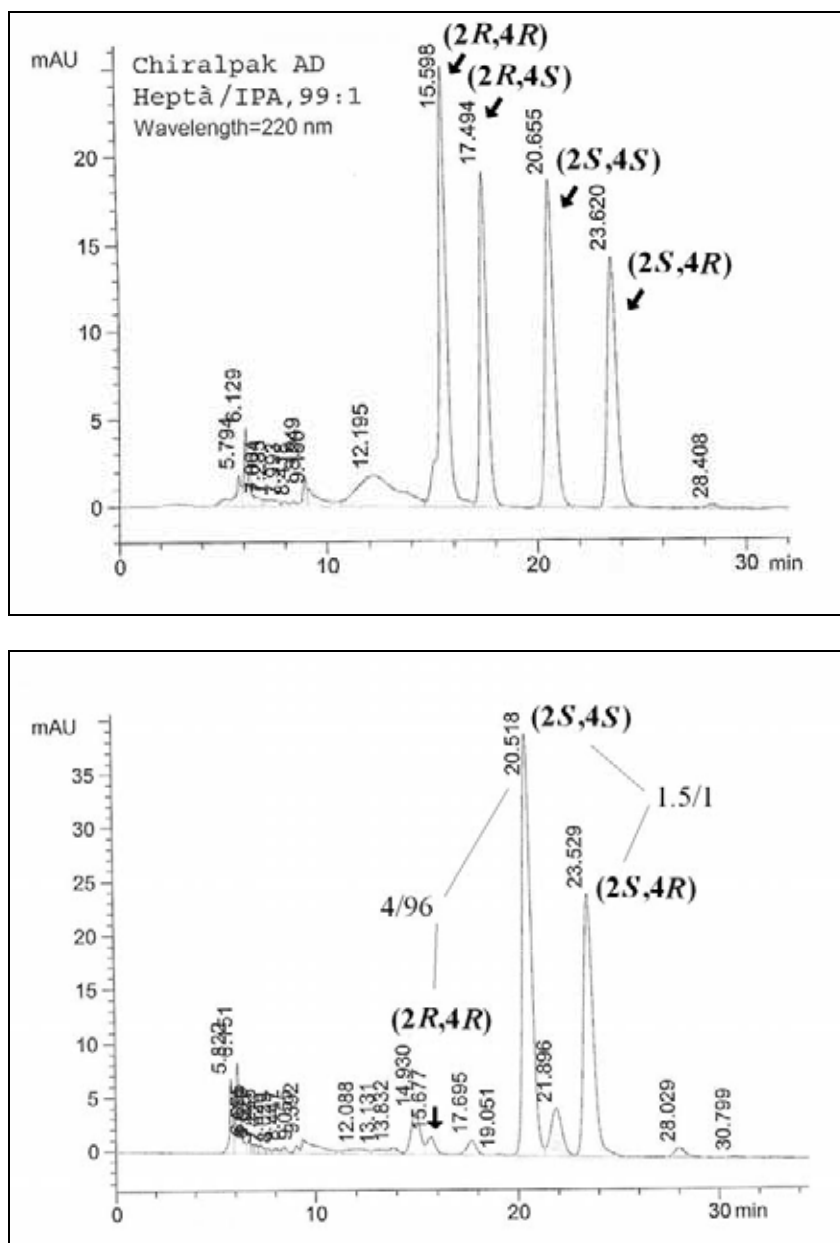 mAU
Chiralpak AD
Heptà/IPA,99:1
Wavelength=220 nm
(2R,4R)
(2R,4S)
(2S,4S)
(2S,4R)
15.598
17.494
20.655
23.620
5.794
6.129
12.195
28.408
20
15
10
5
0
0 10 20 30 min
mAU
(2S,4S)
20.518
1.5/1
23.529
(2S,4R)
4/96
(2R,4R)
5.822
9.392
12.088
13.131
13.832
14.930
15.677
17.695
19.051
21.896
28.029
30.799
35
30
25
20
15
10
5
0
0 10 20 30 min